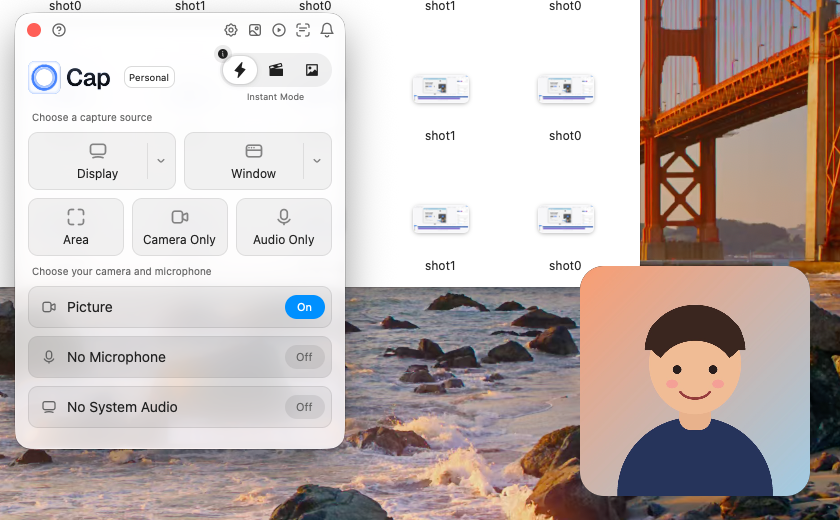 shot0
shot1
shot0
shot1
shot0
Cap
Personal
Instant Mode
Choose a capture source
Display
Window
Area
Camera Only
Audio Only
Choose your camera and microphone
Picture
On
No Microphone
Off
No System Audio
Off
shot1
shot0
shot1
shot0